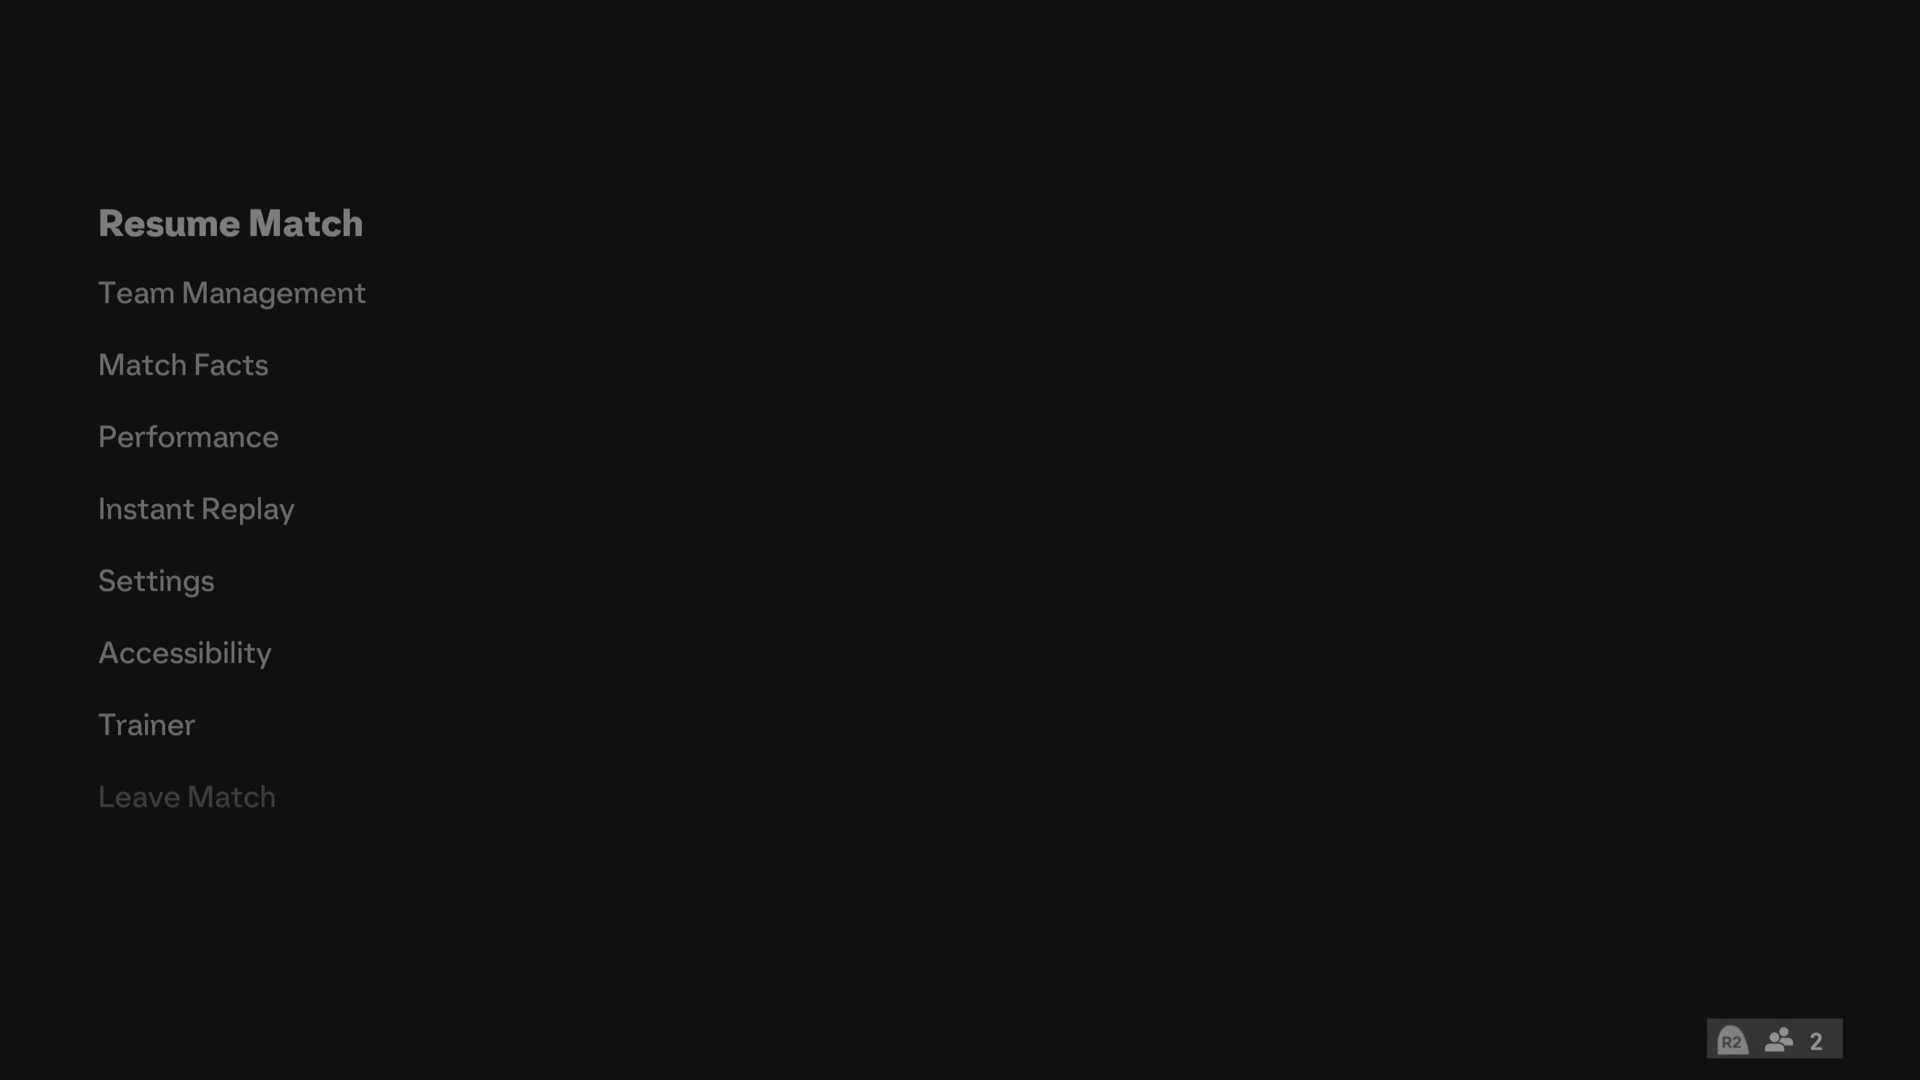 Resume Match
Team Management
Match Facts
Performance
Instant Replay
Settings
Accessibility
Trainer
Leave Match
R2 2